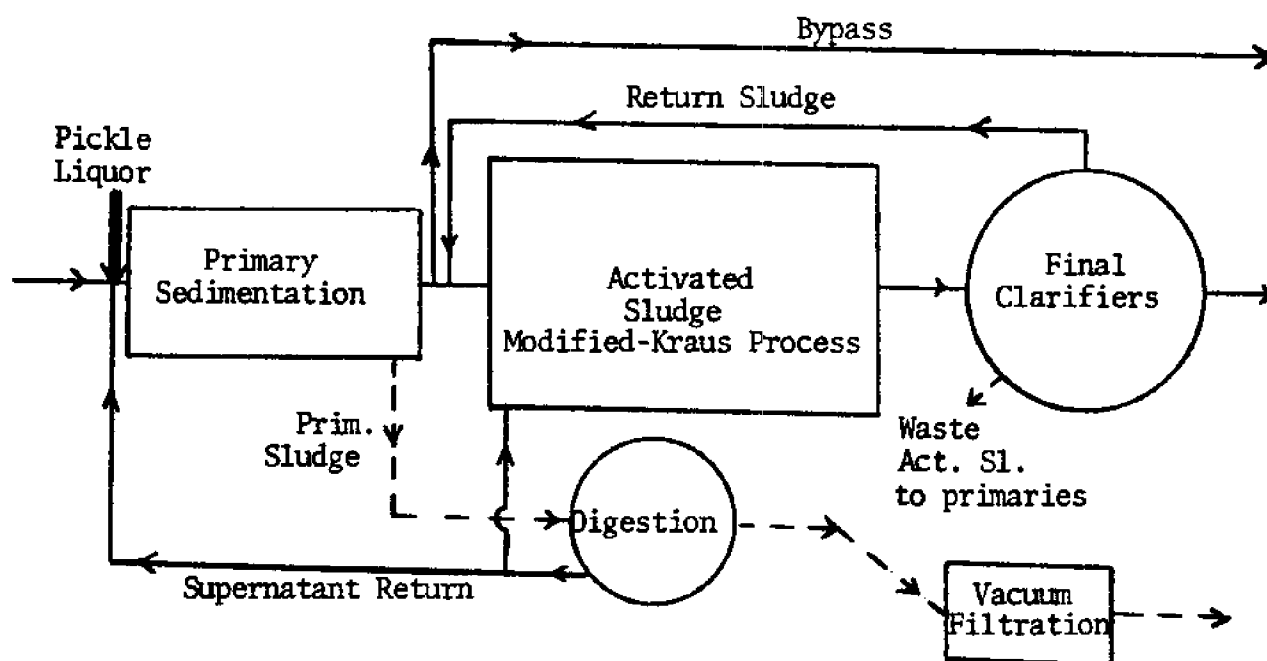 Bypass
Return Sludge
Pickle
Liquor
Primary
Sedimentation
Activated
Sludge
Modified-Kraus Process
Final
Clarifiers
Prim.
Sludge
Waste
Act. Sl.
to primaries
Digestion
Supernatant Return
Vacuum
Filtration